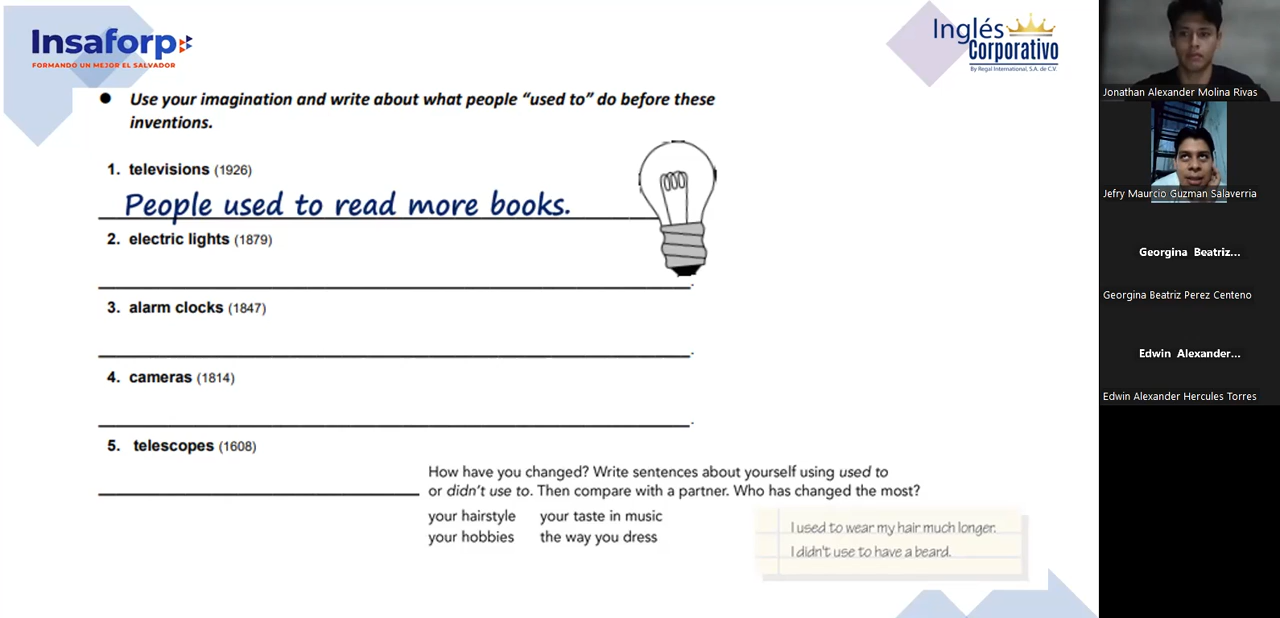 Insaforp
FORMANDO UN MEJOR EL SALVADOR
Inglés
Corporativo
By Regal International, S.A. de C.V.
● Use your imagination and write about what people “used to” do before these
inventions.
1. televisions (1926)
People used to read more books.
2. electric lights (1879)
3. alarm clocks (1847)
4. cameras (1814)
5. telescopes (1608)
How have you changed? Write sentences about yourself using used to
or didn't use to. Then compare with a partner. Who has changed the most?
your hairstyle your taste in music
your hobbies the way you dress
I used to wear my hair much longer.
I didn't use to have a beard.
Jonathan Alexander Molina Rivas
Jefry Maurcio Guzman Salaverria
Georgina Beatriz...
Georgina Beatriz Perez Centeno
Edwin Alexander...
Edwin Alexander Hercules Torres